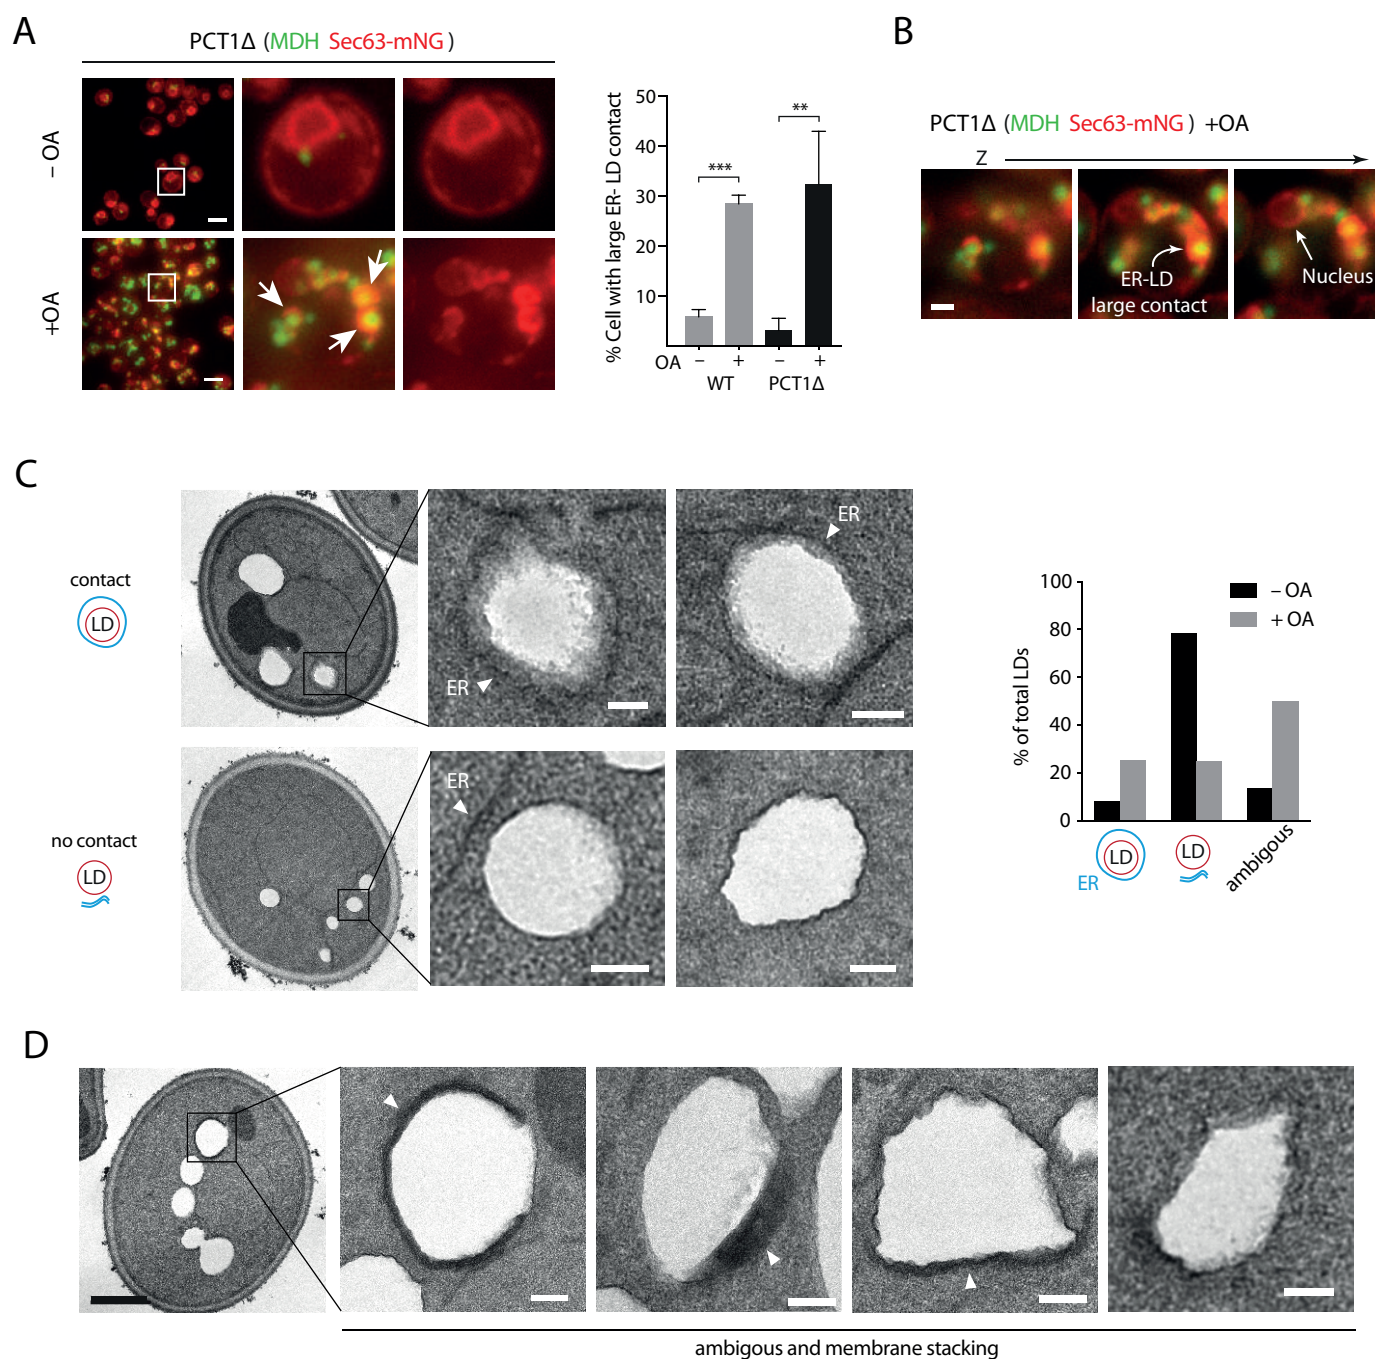 A
PCT1Δ (MDH Sec63-mNG)
– OA
+OA
% Cell with large ER- LD contact
50
40
30
20
10
***
**
OA – + – +
WT PCT1Δ
B
PCT1Δ (MDH Sec63-mNG) +OA
Z
ER-LD
large contact
Nucleus
C
contact
LD
ER
ER
no contact
LD
ER
% of total LDs
100
80
60
40
20
0
– OA
+ OA
LD
ER
LD
ambigous
D
ambigous and membrane stacking